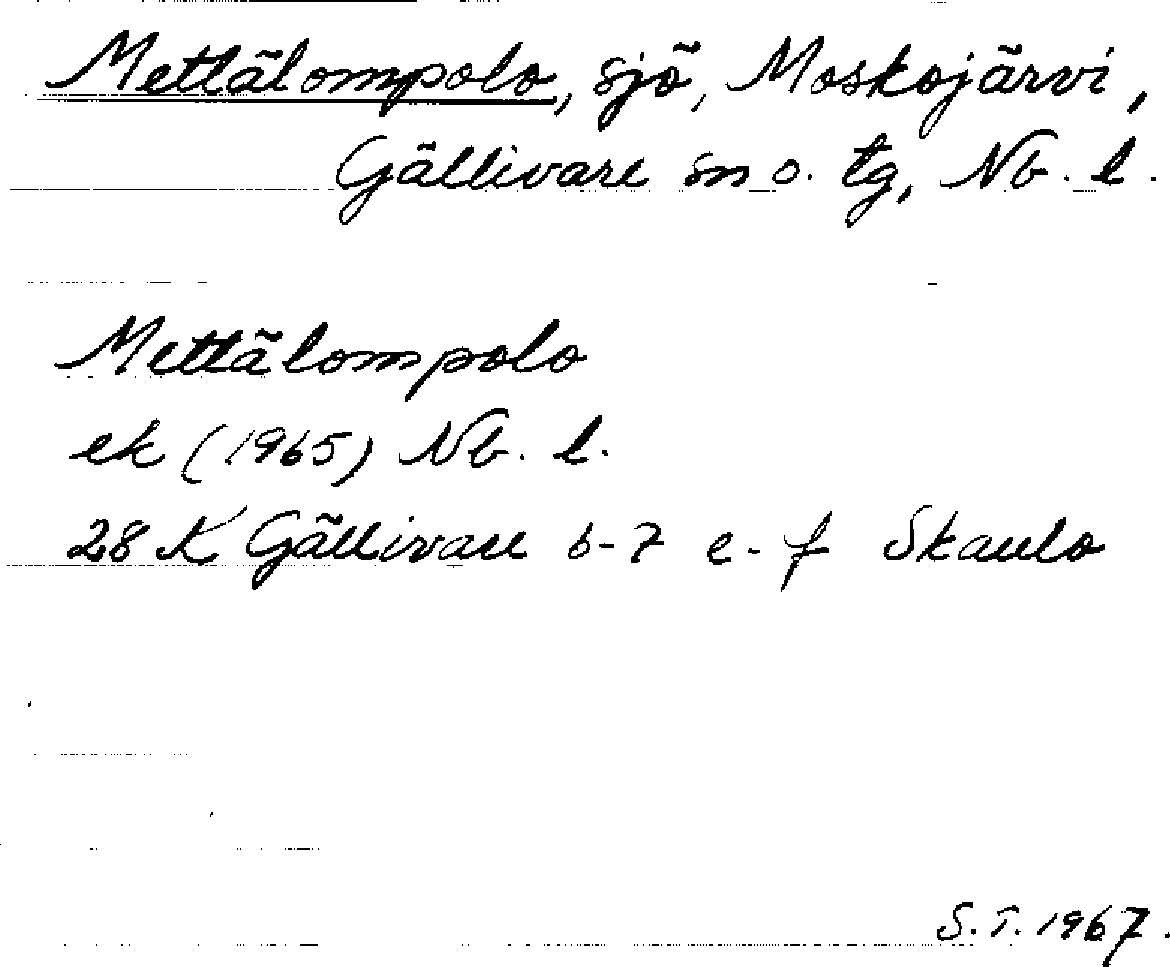 Mettälompolo, sjö, Moskojärvi,
Gällivare sn o. tg, Nb. l.
Mettälompolo
ek (1965) Nb. l.
28 K Gällivare 6-7 e-f Skaulo
S.T. 1967.